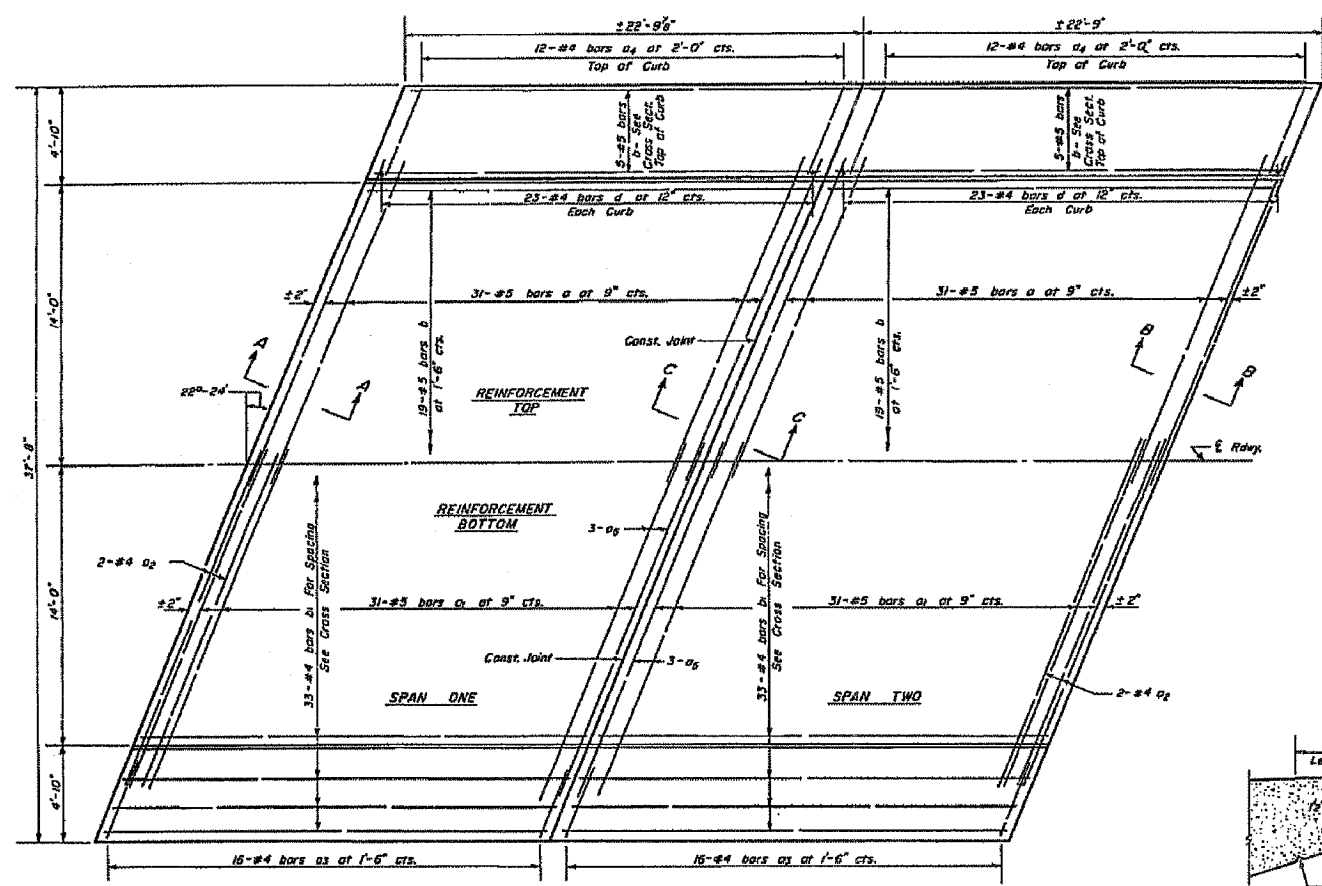 ±22'-9⅞"
±22'-9"
12-#4 bars a4 at 2'-0" cts.
Top of Curb
12-#4 bars a4 at 2'-0" cts.
Top of Curb
4'-10"
5-#5 bars
b-See
Cross Sect.
Top of Curb
5-#5 bars
b-See
Cross Sect.
Top of Curb
23-#4 bars d at 12" cts.
Each Curb
23-#4 bars d at 12" cts.
Each Curb
14'-0"
19-#5 bars b
at 1'-6" cts.
19-#5 bars b
at 1'-6" cts.
±2"
31-#5 bars a at 9" cts.
31-#5 bars a at 9" cts.
±2"
Const. Joint
A
A
C
C
B
B
22°-24'
REINFORCEMENT
TOP
37'-8"
℄ Rdwy.
REINFORCEMENT
BOTTOM
3-a6
2-#4 a2
14'-0"
33-#4 bars b1 For Spacing
See Cross Section
33-#4 bars b1 For Spacing
See Cross Section
±2"
31-#5 bars a1 at 9" cts.
31-#5 bars a1 at 9" cts.
±2"
Const. Joint
3-a5
SPAN ONE
SPAN TWO
2-#4 a2
4'-10"
16-#4 bars a3 at 1'-6" cts.
16-#4 bars a3 at 1'-6" cts.